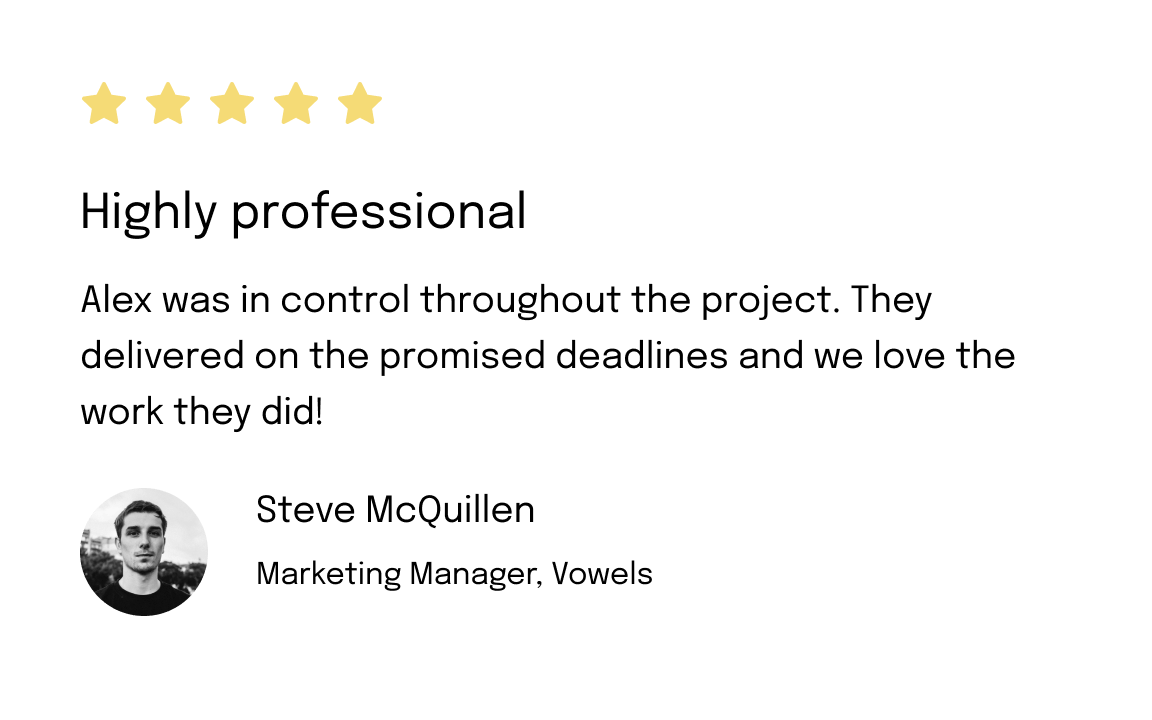 Highly professional
Alex was in control throughout the project. They
delivered on the promised deadlines and we love the
work they did!
Steve McQuillen
Marketing Manager, Vowels